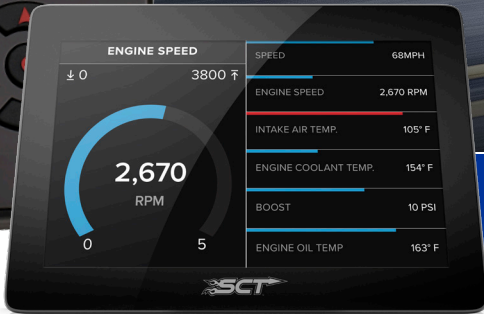 ENGINE SPEED
0 3800
2,670
RPM
0 5
SPEED 68MPH
ENGINE SPEED 2,670 RPM
INTAKE AIR TEMP. 105° F
ENGINE COOLANT TEMP. 154° F
BOOST 10 PSI
ENGINE OIL TEMP 163° F
SCT